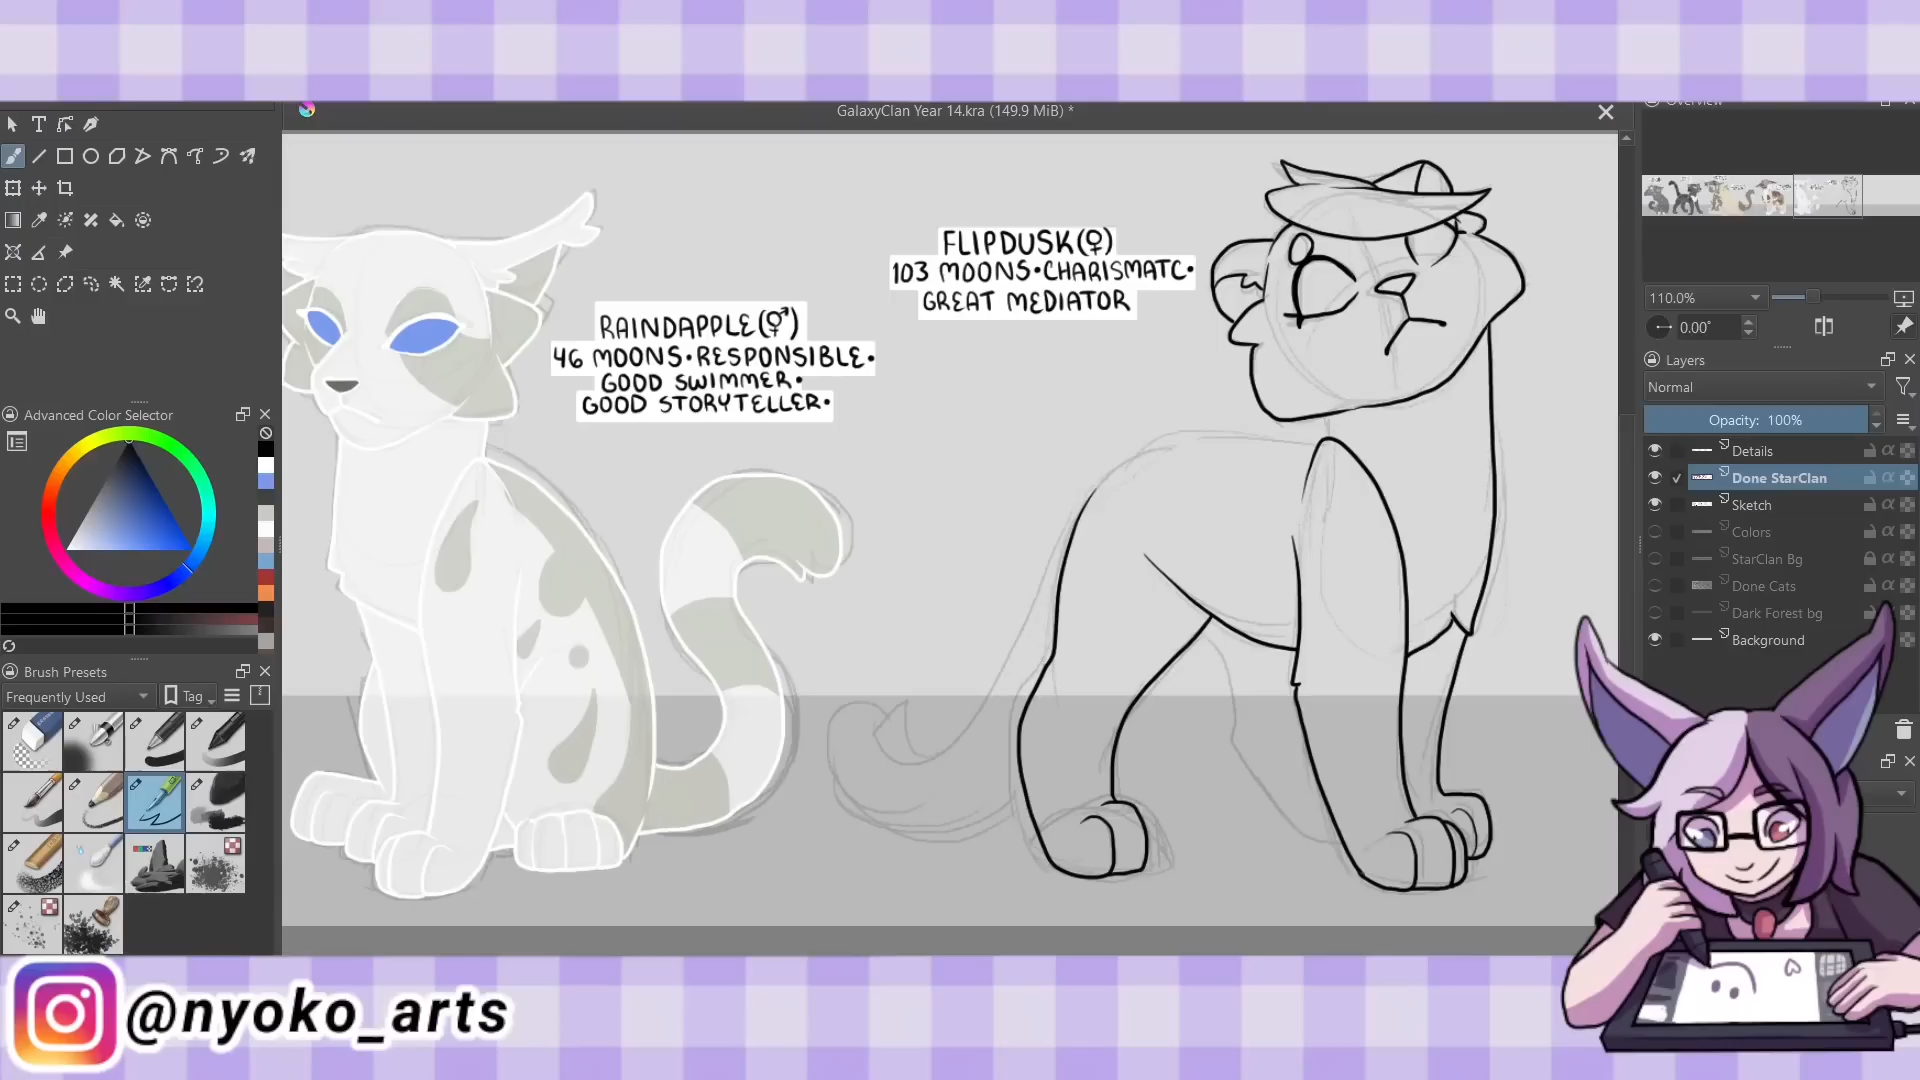 GalaxyClan Year 14.kra (149.9 MiB) *
Overview
110.0%
0.00°
Layers
Normal
Opacity: 100%
Details
Done StarClan
Sketch
Colors
StarClan Bg
Done Cats
Dark Forest bg
Background
Advanced Color Selector
Brush Presets
Frequently Used
Tag
RAINDAPPLE(⚥)
46 MOONS•RESPONSIBLE•
GOOD SWIMMER•
GOOD STORYTELLER•
FLIPDUSK(♀)
103 MOONS•CHARISMATC•
GREAT MEDIATOR
@nyoko_arts